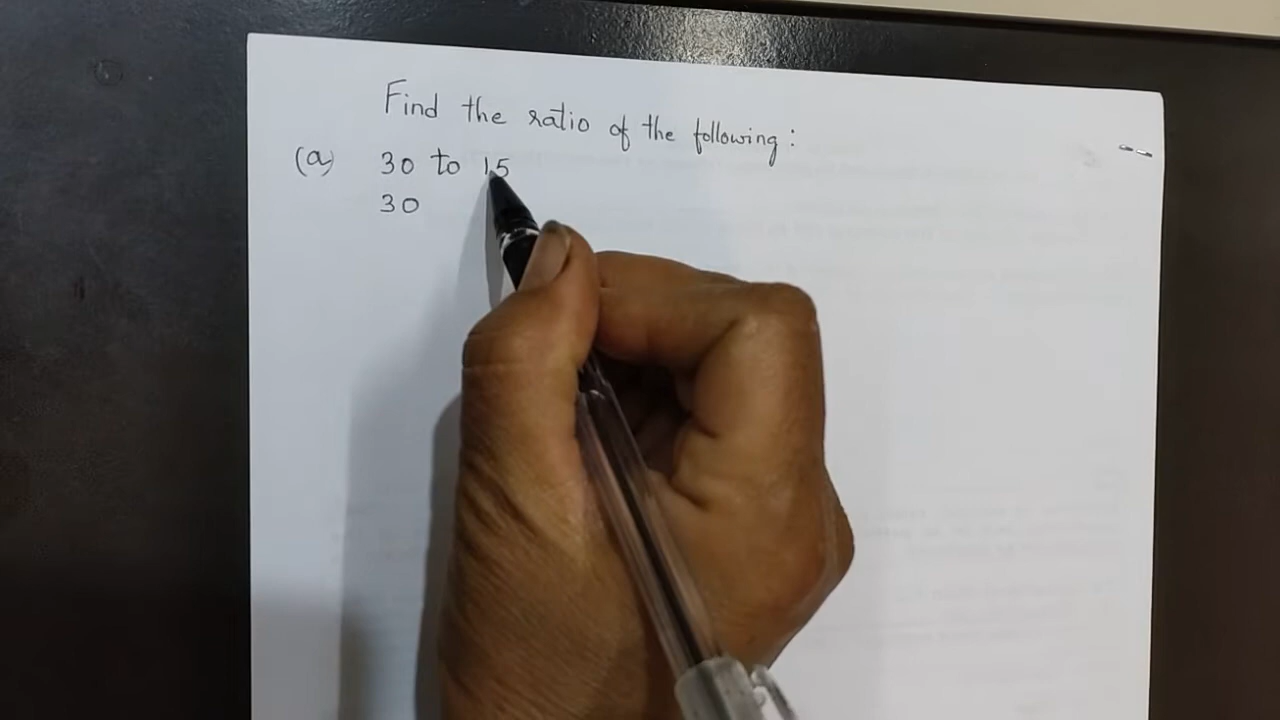 Find the ratio of the following:
(a) 30 to 15
30